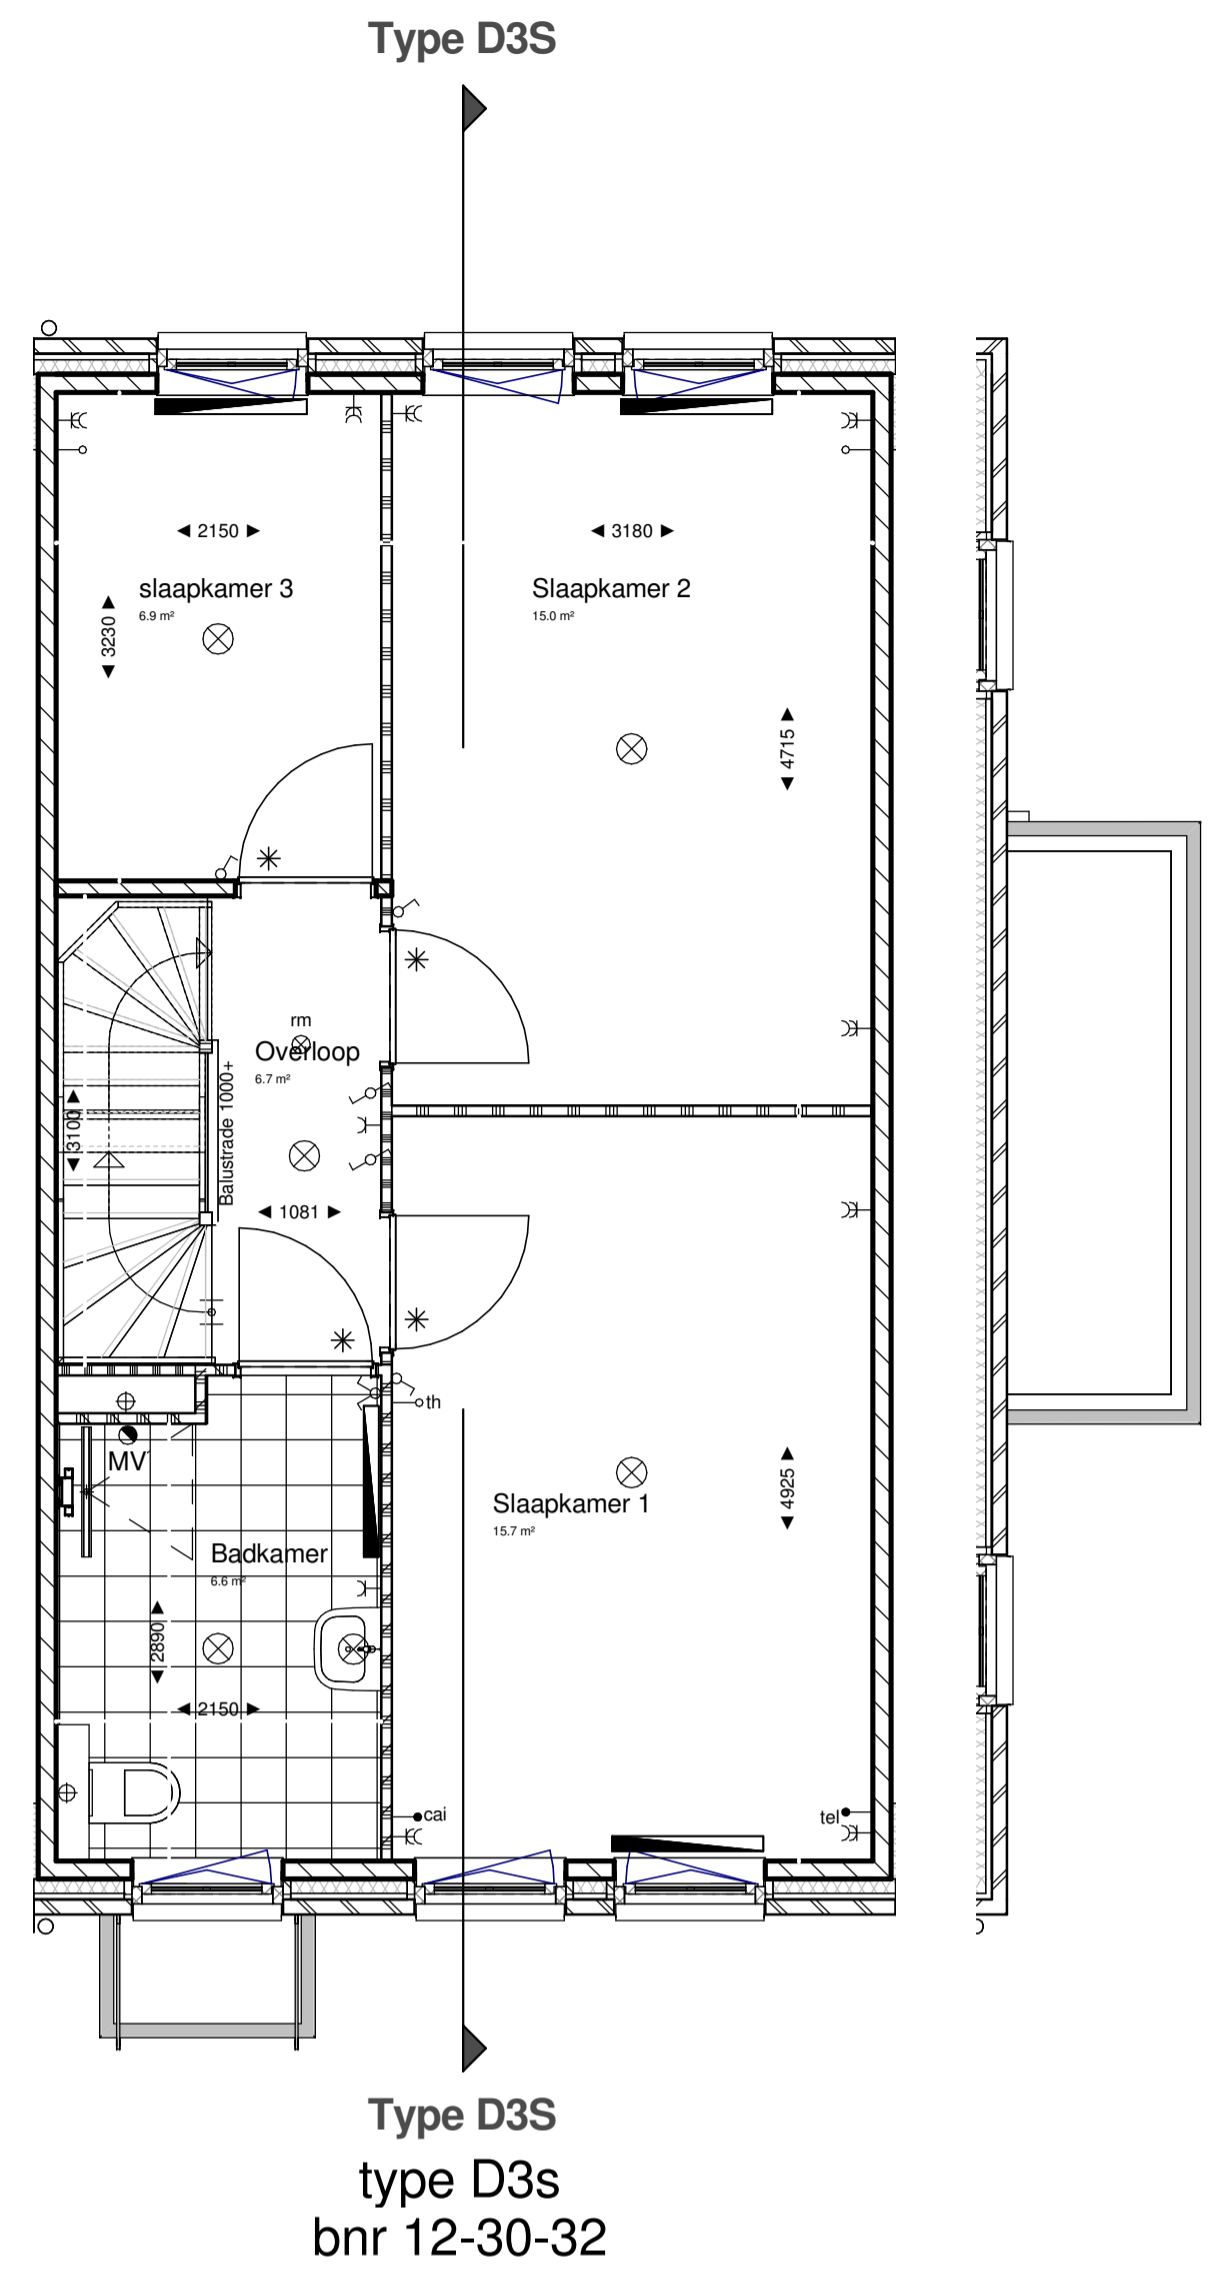 Type D3S
2150
3180
slaapkamer 3
6.9 m²
Slaapkamer 2
15.0 m²
3230
4715
rm
Overloop
6.7 m²
3100
Balustrade 1000+
1081
th
MV
4925
Slaapkamer 1
15.7 m²
Badkamer
6.6 m²
2890
2150
cai
tel
Type D3S
type D3s
bnr 12-30-32